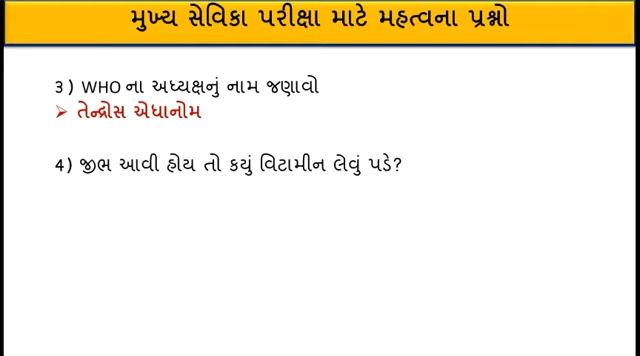 મુખ્ય સેવિકા પરીક્ષા માટે મહત્વના પ્રશ્નો
3) WHO ના અધ્યક્ષનું નામ જણાવો
➢ તેન્દ્રોસ એધાનોમ
4) જીભ આવી હોય તો કયું વિટામીન લેવું પડે?